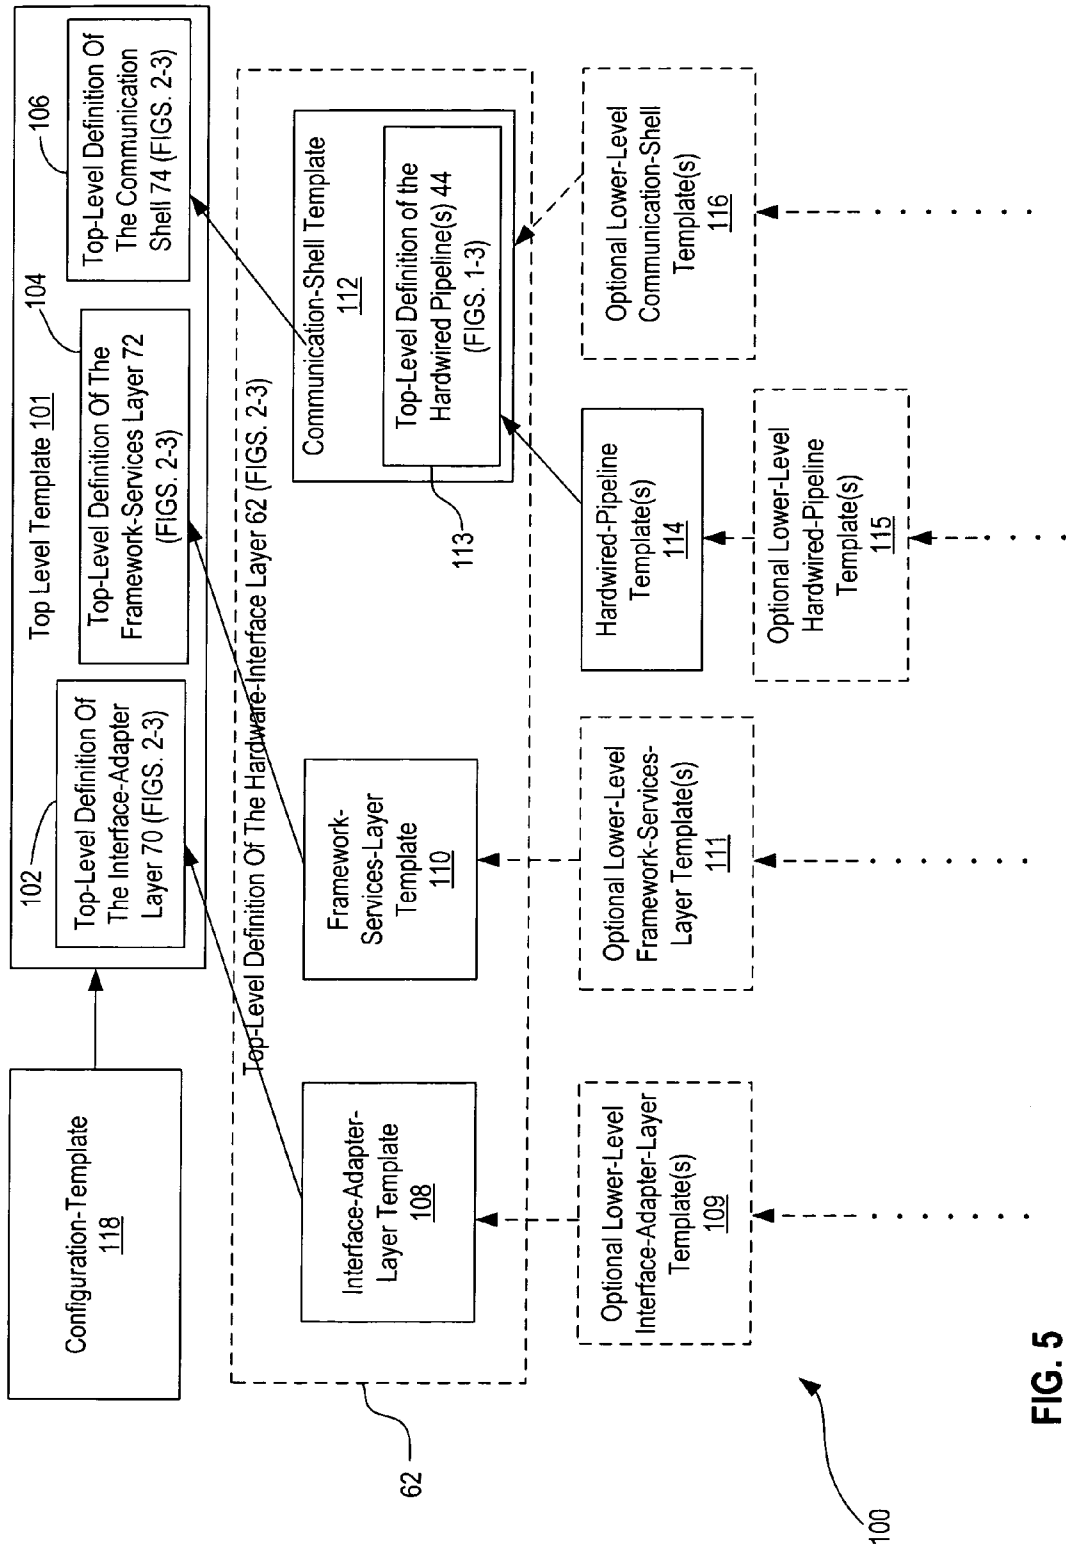 Configuration-Template
118
Top Level Template 101
102
Top-Level Definition Of
The Interface-Adapter
Layer 70 (FIGS. 2-3)
104
Top-Level Definition Of The
Framework-Services Layer 72
(FIGS. 2-3)
106
Top-Level Definition Of
The Communication
Shell 74 (FIGS. 2-3)
62
Top-Level Definition Of The Hardware-Interface Layer 62 (FIGS. 2-3)
Interface-Adapter-
Layer Template
108
Framework-
Services-Layer
Template
110
Communication-Shell Template
112
Top-Level Definition of the
Hardwired Pipeline(s) 44
(FIGS. 1-3)
113
Optional Lower-Level
Interface-Adapter-Layer
Template(s)
109
Optional Lower-Level
Framework-Services-
Layer Template(s)
111
Hardwired-Pipeline
Template(s)
114
Optional Lower-Level
Hardwired-Pipeline
Template(s)
115
Optional Lower-Level
Communication-Shell
Template(s)
116
100
FIG. 5